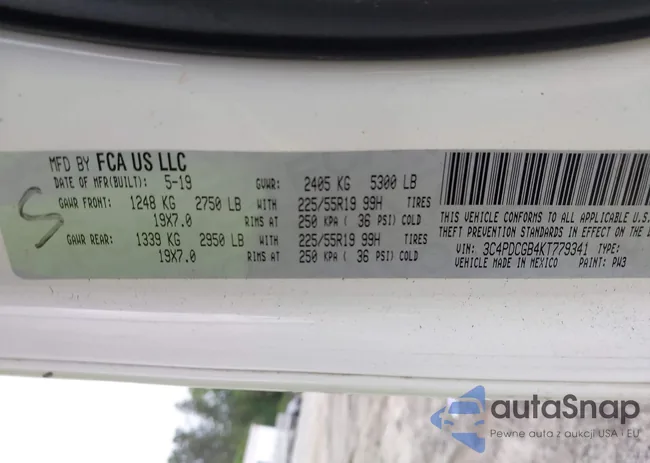 MFD BY FCA US LLC
DATE OF MFR(BUILT): 5-19 GVWR: 2405 KG 5300 LB
GAWR FRONT: 1248 KG 2750 LB WITH 225/55R19 99H TIRES
19X7.0 RIMS AT 250 KPA ( 36 PSI) COLD
GAWR REAR: 1339 KG 2950 LB WITH 225/55R19 99H TIRES
19X7.0 RIMS AT 250 KPA ( 36 PSI) COLD
THIS VEHICLE CONFORMS TO ALL APPLICABLE U.S.
THEFT PREVENTION STANDARDS IN EFFECT ON THE D
VIN: 3C4PDCGB4KT779341 TYPE:
VEHICLE MADE IN MEXICO PAINT: PW3
S
autaSnap
Pewne auta z aukcji USA i EU